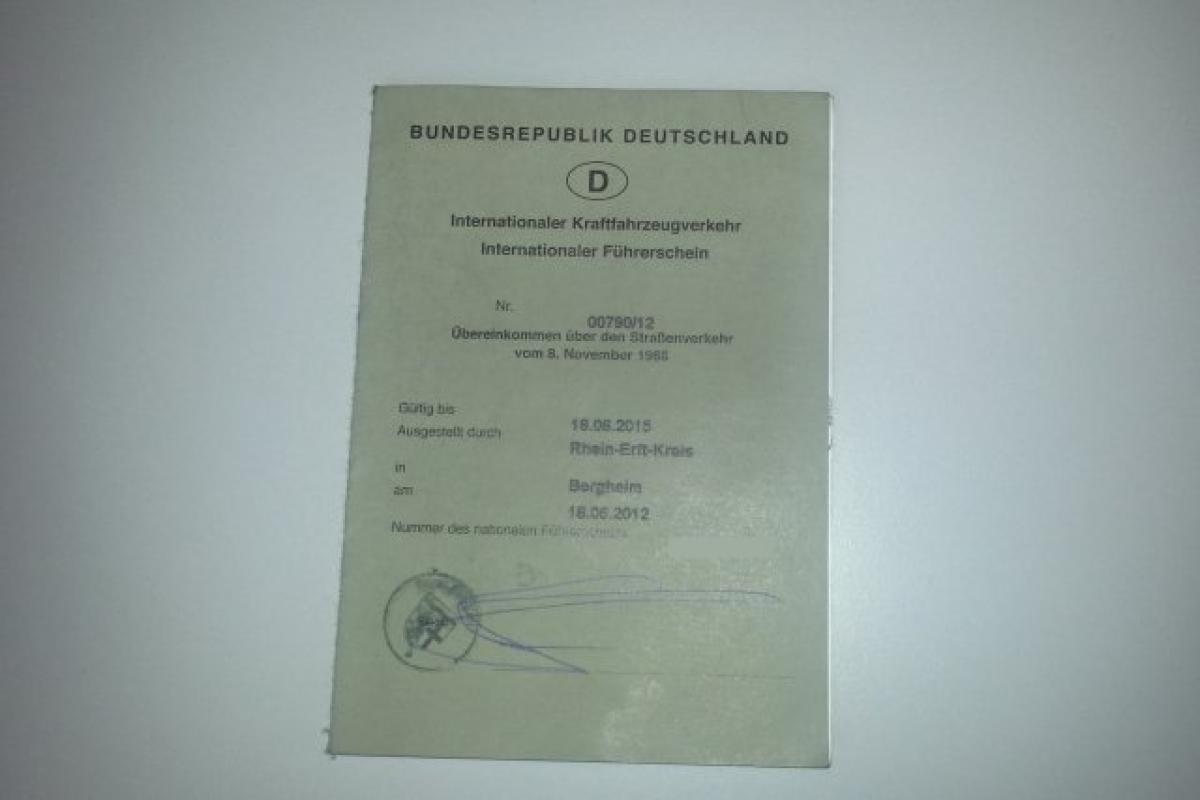 BUNDESREPUBLIK DEUTSCHLAND
D
Internationaler Kraftfahrzeugverkehr
Internationaler Führerschein
Nr.
00790/12
Übereinkommen über den Straßenverkehr
vom 8. November 1968
Gültig bis 18.06.2015
Ausgestellt durch Rhein-Erft-Kreis
in Bergheim
am 18.06.2012
Nummer des nationalen Führerscheins